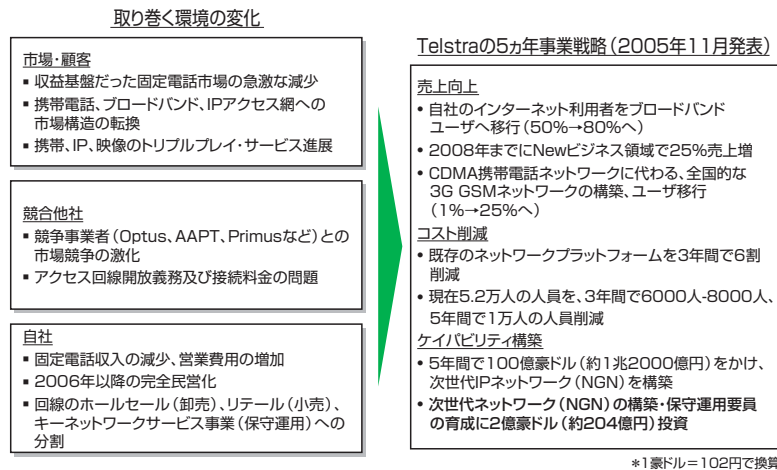 取り巻く環境の変化
市場・顧客
▪ 収益基盤だった固定電話市場の急激な減少
▪ 携帯電話、ブロードバンド、IPアクセス網への
市場構造の転換
▪ 携帯、IP、映像のトリプルプレイ・サービス進展
競合他社
▪ 競争事業者（Optus、AAPT、Primusなど）との
市場競争の激化
▪ アクセス回線開放義務及び接続料金の問題
自社
▪ 固定電話収入の減少、営業費用の増加
▪ 2006年以降の完全民営化
▪ 回線のホールセール（卸売）、リテール（小売）、
キーネットワークサービス事業（保守運用）への
分割
Telstraの5ヵ年事業戦略（2005年11月発表）
売上向上
• 自社のインターネット利用者をブロードバンド
ユーザへ移行（50%→80%へ）
• 2008年までにNewビジネス領域で25%売上増
• CDMA携帯電話ネットワークに代わる、全国的な
3G GSMネットワークの構築、ユーザ移行
（1%→25%へ）
コスト削減
• 既存のネットワークプラットフォームを3年間で6割
削減
• 現在5.2万人の人員を、3年間で6000人-8000人、
5年間で1万人の人員削減
ケイパビリティ構築
• 5年間で100億豪ドル（約1兆2000億円）をかけ、
次世代IPネットワーク（NGN）を構築
• 次世代ネットワーク（NGN）の構築・保守運用要員
の育成に2億豪ドル（約204億円）投資
*1豪ドル＝102円で換算